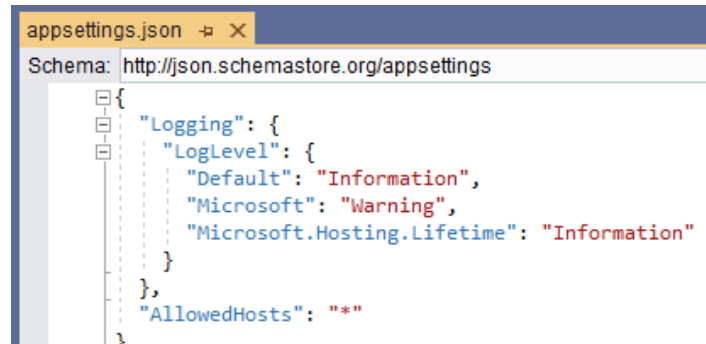 appsettings.json
Schema: http://json.schemastore.org/appsettings
{
"Logging": {
"LogLevel": {
"Default": "Information",
"Microsoft": "Warning",
"Microsoft.Hosting.Lifetime": "Information"
}
},
"AllowedHosts": "*"
}